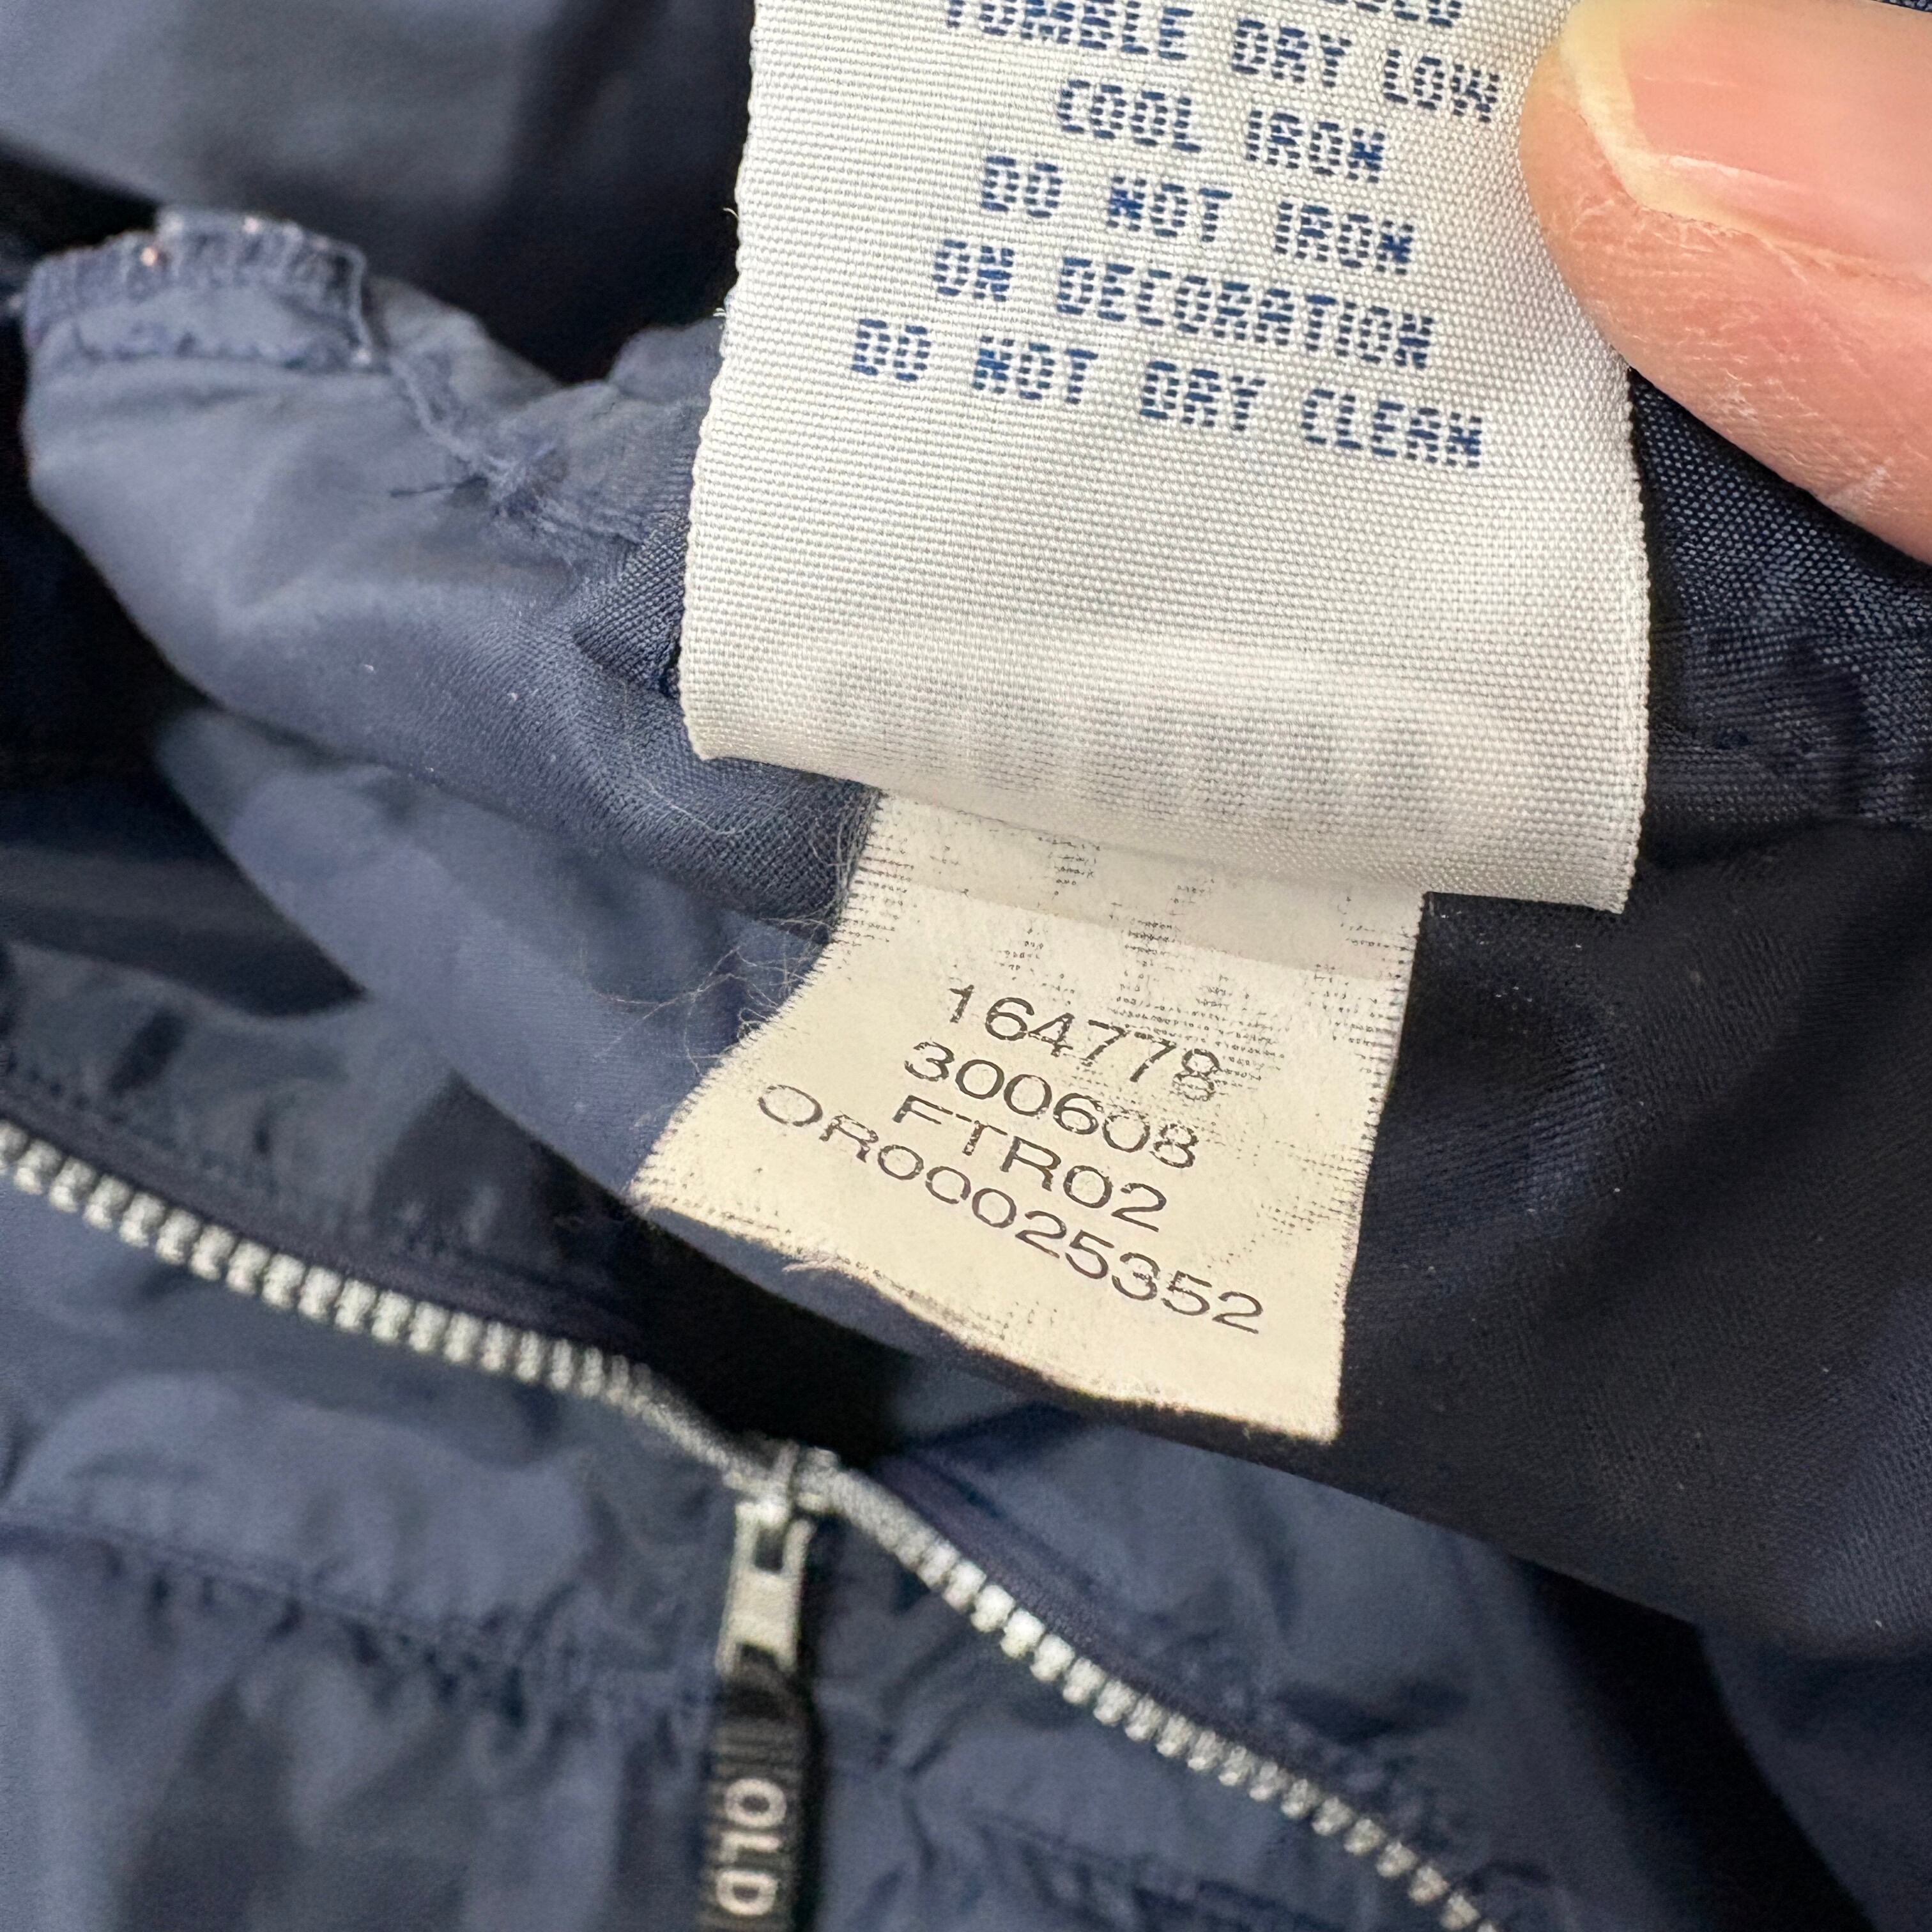 TUMBLE DRY LOW
COOL IRON
DO NOT IRON
ON DECORATION
DO NOT DRY CLEAN
164778
300608
FTR02
OR00025352
OLD